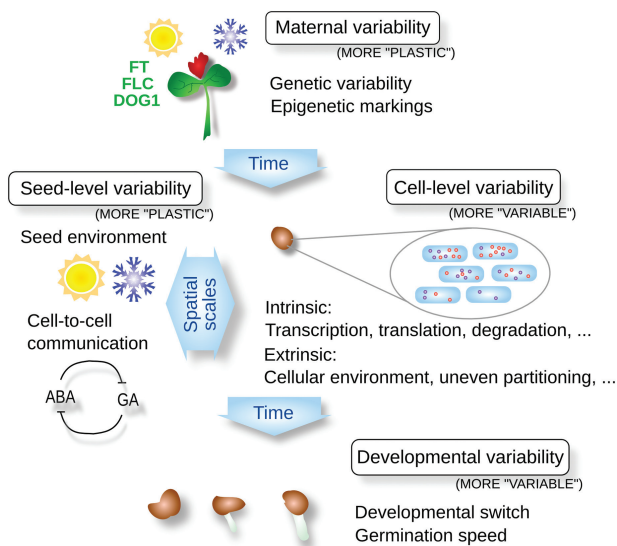 Maternal variability
(MORE "PLASTIC")
FT
FLC
DOG1
Genetic variability
Epigenetic markings
Time
Seed-level variability
(MORE "PLASTIC")
Seed environment
Cell-to-cell
communication
ABA
GA
Spatial
scales
Cell-level variability
(MORE "VARIABLE")
Intrinsic:
Transcription, translation, degradation, ...
Extrinsic:
Cellular environment, uneven partitioning, ...
Time
Developmental variability
(MORE "VARIABLE")
Developmental switch
Germination speed